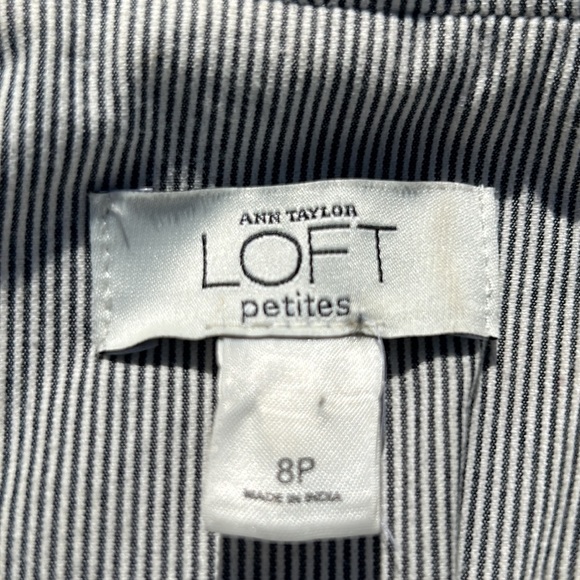 ANN TAYLOR
LOFT
petites
8P
MADE IN INDIA